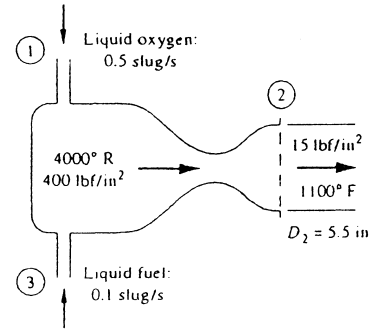 1
Liquid oxygen:
0.5 slug/s
2
4000° R
400 lbf/in²
15 lbf/in²
1100° F
D₂ = 5.5 in
3
Liquid fuel:
0.1 slug/s